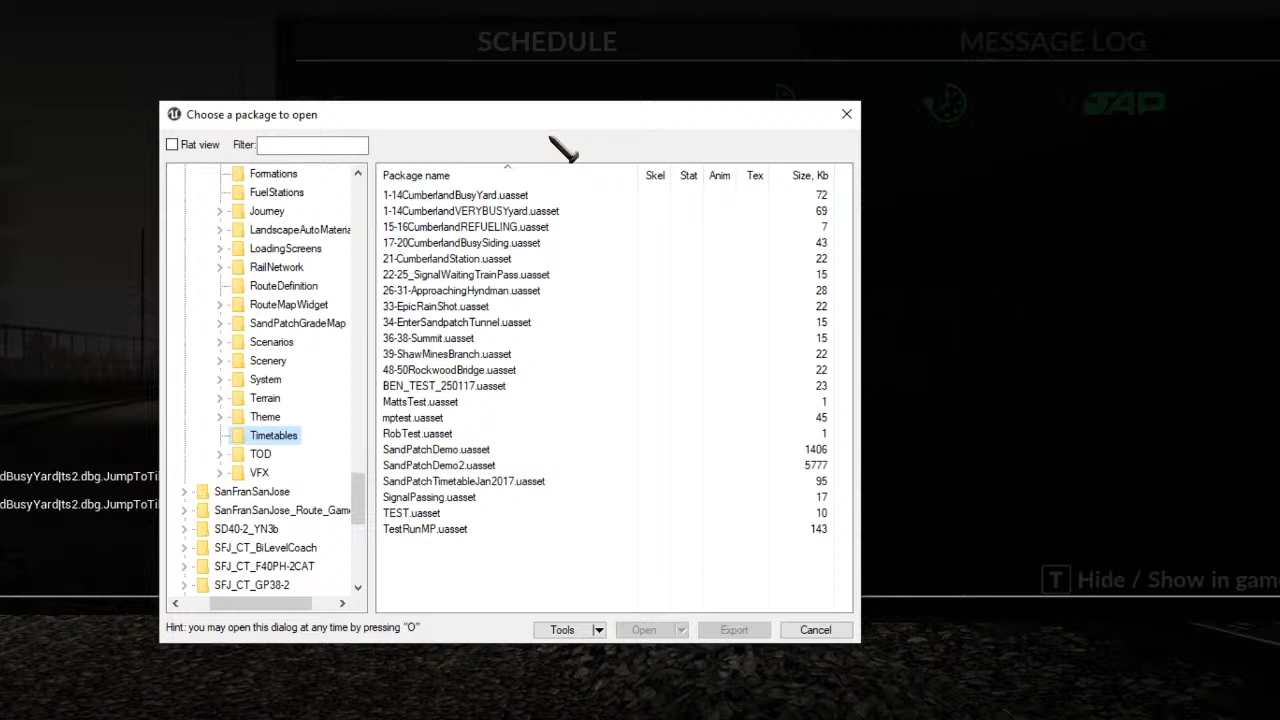 SCHEDULE
MESSAGE LOG
Choose a package to open
Flat view
Filter:
Formations
FuelStations
Journey
LandscapeAutoMateria
LoadingScreens
RailNetwork
RouteDefinition
RouteMapWidget
SandPatchGradeMap
Scenarios
Scenery
System
Terrain
Theme
Timetables
TOD
VFX
SanFranSanJose
SanFranSanJose_Route_Game
SD40-2_YN3b
SFJ_CT_BiLevelCoach
SFJ_CT_F40PH-2CAT
SFJ_CT_GP38-2
Package name Skel Stat Anim Tex Size, Kb
1-14CumberlandBusyYard.uasset 72
1-14CumberlandVERYBUSYyard.uasset 69
15-16CumberlandREFUELING.uasset 7
17-20CumberlandBusySiding.uasset 43
21-CumberlandStation.uasset 22
22-25_SignalWaitingTrainPass.uasset 15
26-31-ApproachingHyndman.uasset 28
33-EpicRainShot.uasset 22
34-EnterSandpatchTunnel.uasset 15
36-38-Summit.uasset 15
39-ShawMinesBranch.uasset 22
48-50RockwoodBridge.uasset 22
BEN_TEST_250117.uasset 23
MattsTest.uasset 1
mptest.uasset 45
RobTest.uasset 1
SandPatchDemo.uasset 1406
SandPatchDemo2.uasset 5777
SandPatchTimetableJan2017.uasset 95
SignalPassing.uasset 17
TEST.uasset 10
TestRunMP.uasset 143
Hint: you may open this dialog at any time by pressing "O"
Tools
Open
Export
Cancel
dBusyYard|ts2.dbg.JumpToTi
dBusyYard|ts2.dbg.JumpToTi
T Hide / Show in gam